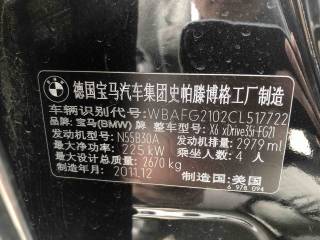 德国宝马汽车集团史帕滕博格工厂制造
车辆识别代号: WBAFG2102CL517722
品牌: 宝马(BMW) 牌 整车型号: X6 xDrive35i-FG21
发动机型号: N55B30A 发动机排量: 2979 ml
最大净功率: 225 kW 乘坐人数: 4 人
最大总质量: 2670 kg
制造年月: 2011.12 制造国: 美国
6 978 094